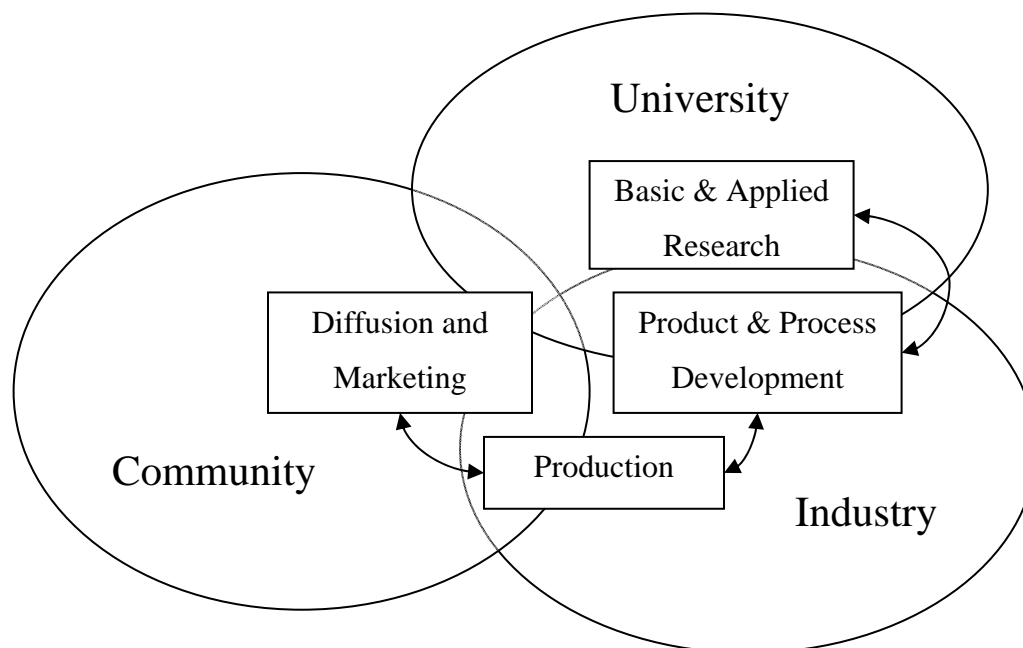 University
Basic & Applied
Research
Diffusion and
Marketing
Product & Process
Development
Community
Production
Industry